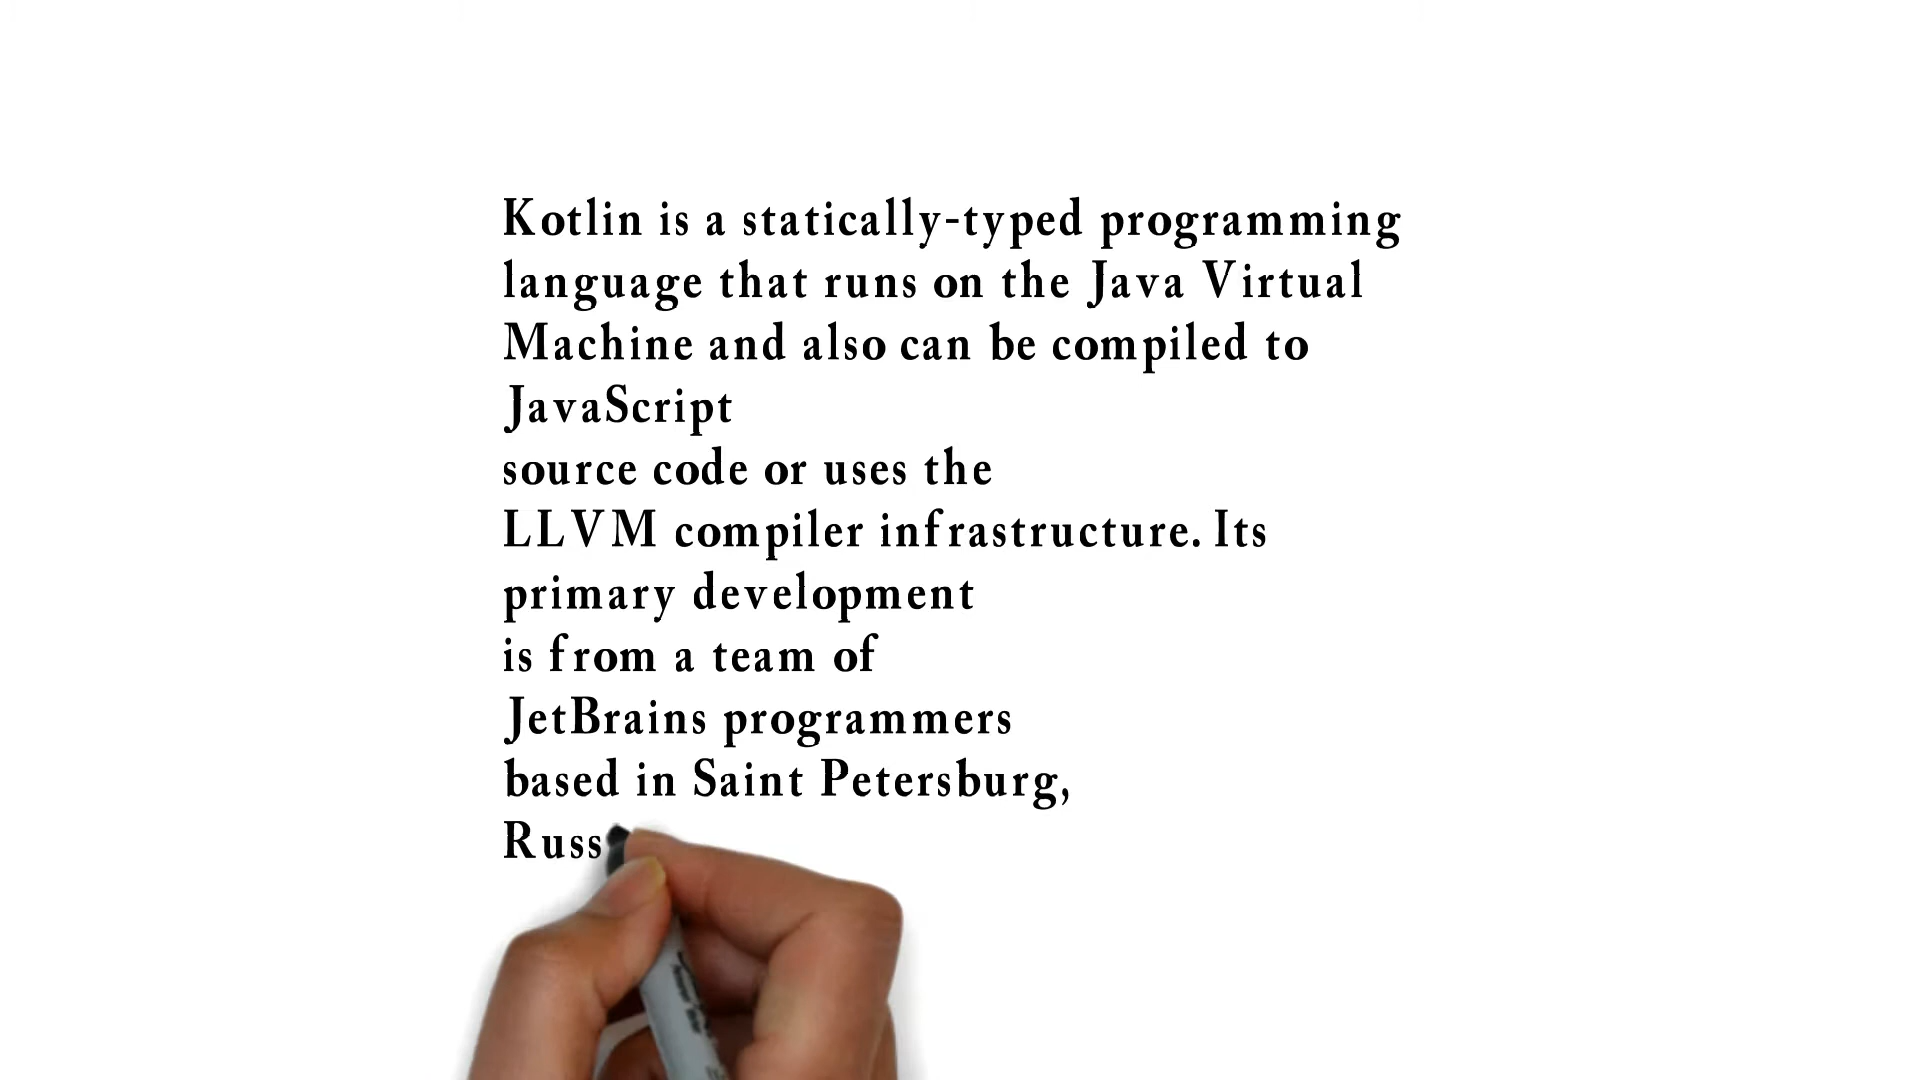 Kotlin is a statically-typed programming
language that runs on the Java Virtual
Machine and also can be compiled to
JavaScript
source code or uses the
LLVM compiler infrastructure. Its
primary development
is from a team of
JetBrains programmers
based in Saint Petersburg,
Russ